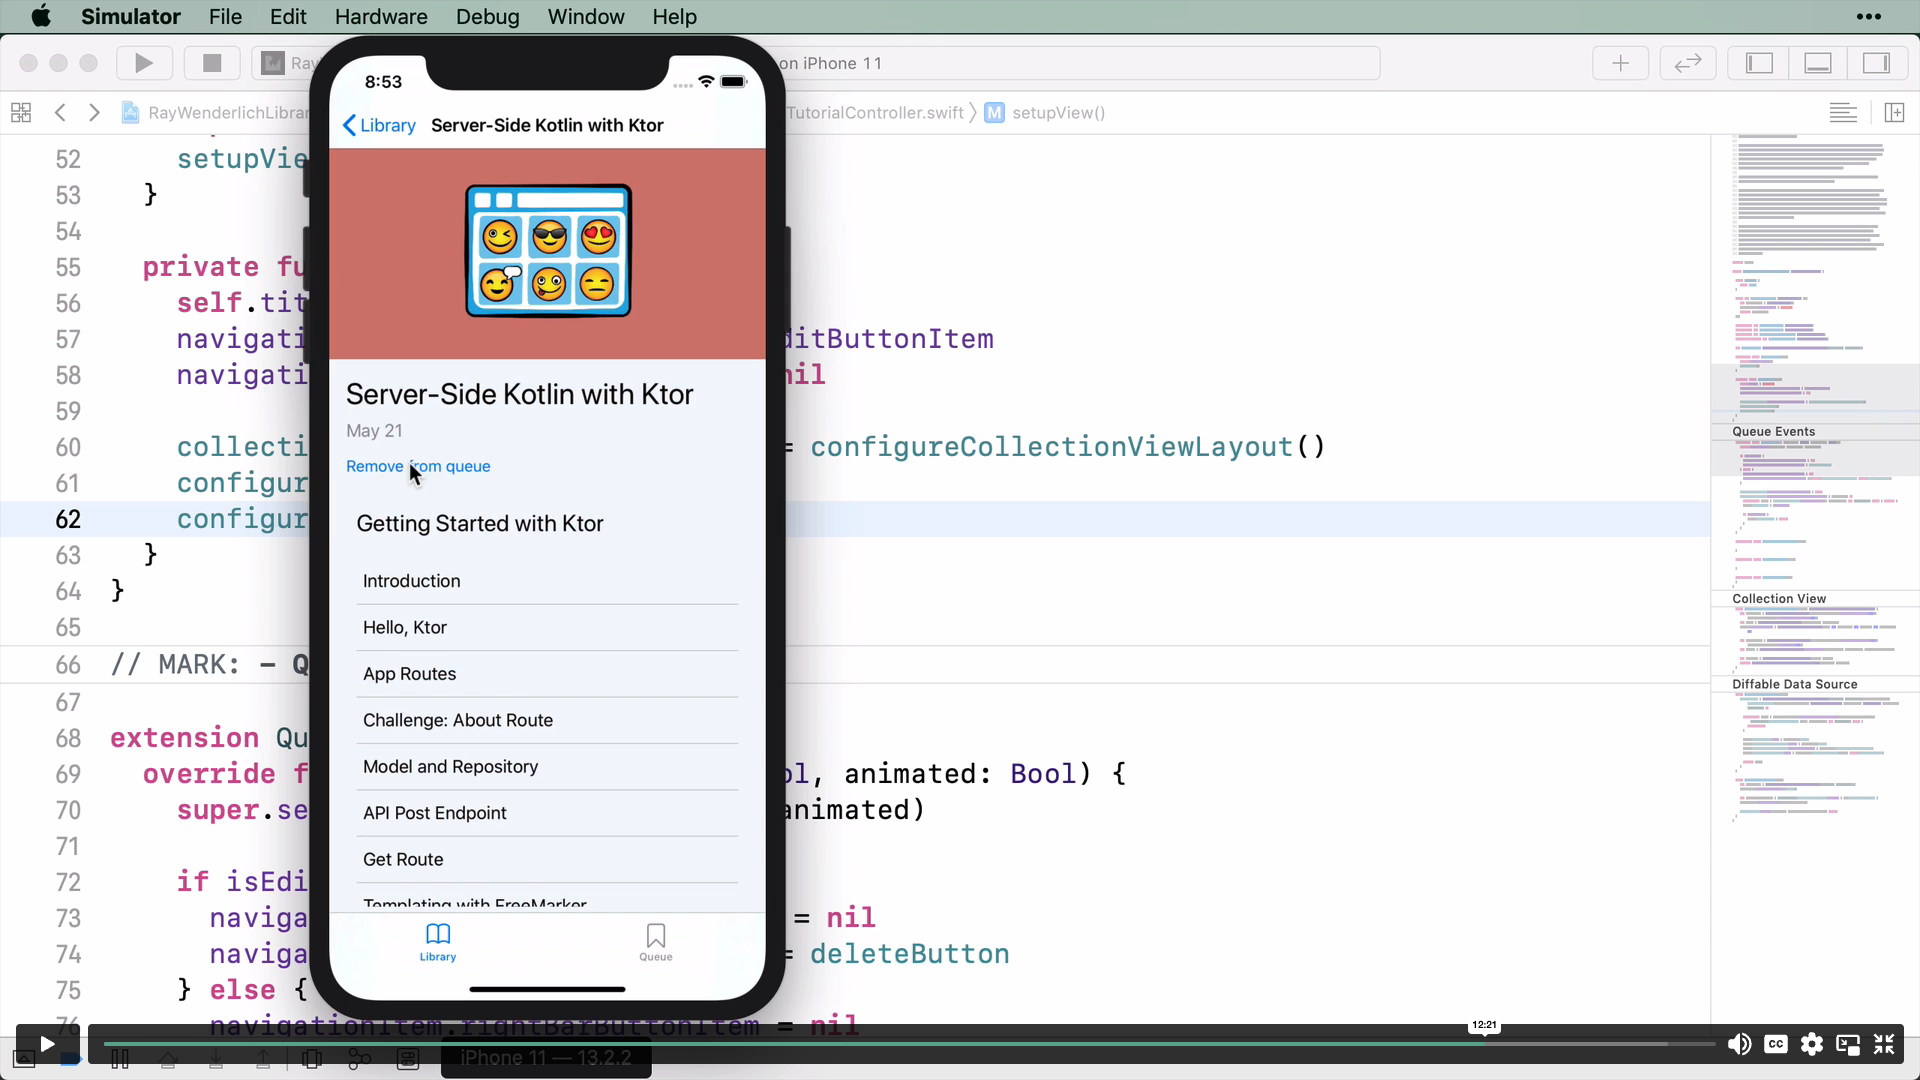 Simulator File Edit Hardware Debug Window Help •••
Ray
on iPhone 11
RayWenderlichLibrar
TutorialController.swift
M setupView()
52 setupVie
53 }
54
55 private fu
56 self.tit
57 navigati ditButtonItem
58 navigati nil
59
60 collecti = configureCollectionViewLayout()
61 configur
62 configur
63 }
64 }
65
66 // MARK: - Q
67
68 extension Qu
69 override f ol, animated: Bool) {
70 super.se animated)
71
72 if isEdi
73 naviga = nil
74 naviga = deleteButton
75 } else {
76 navigationItem.rightBarButtonItem = nil
8:53
Library Server-Side Kotlin with Ktor
Server-Side Kotlin with Ktor
May 21
Remove from queue
Getting Started with Ktor
Introduction
Hello, Ktor
App Routes
Challenge: About Route
Model and Repository
API Post Endpoint
Get Route
Templating with FreeMarker
Library Queue
Queue Events
Collection View
Diffable Data Source
12:21
CC
iPhone 11 — 13.2.2